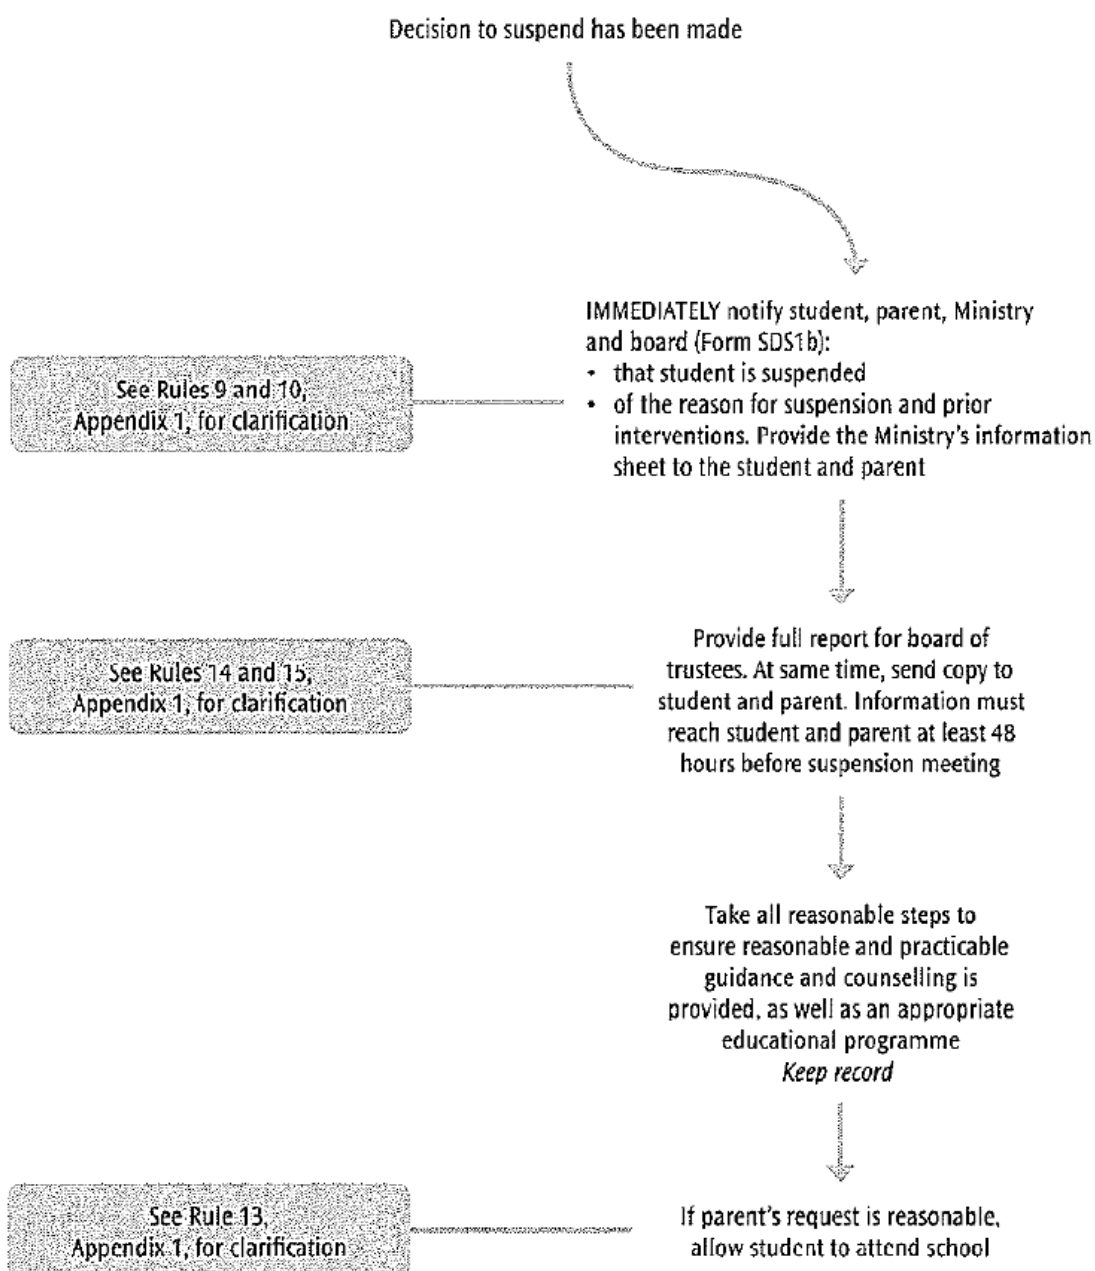 Decision to suspend has been made
IMMEDIATELY notify student, parent, Ministry
and board (Form SDS1b):
• that student is suspended
• of the reason for suspension and prior
interventions. Provide the Ministry's information
sheet to the student and parent
See Rules 9 and 10,
Appendix 1, for clarification
Provide full report for board of
trustees. At same time, send copy to
student and parent. Information must
reach student and parent at least 48
hours before suspension meeting
See Rules 14 and 15,
Appendix 1, for clarification
Take all reasonable steps to
ensure reasonable and practicable
guidance and counselling is
provided, as well as an appropriate
educational programme
Keep record
If parent's request is reasonable,
allow student to attend school
See Rule 13,
Appendix 1, for clarification